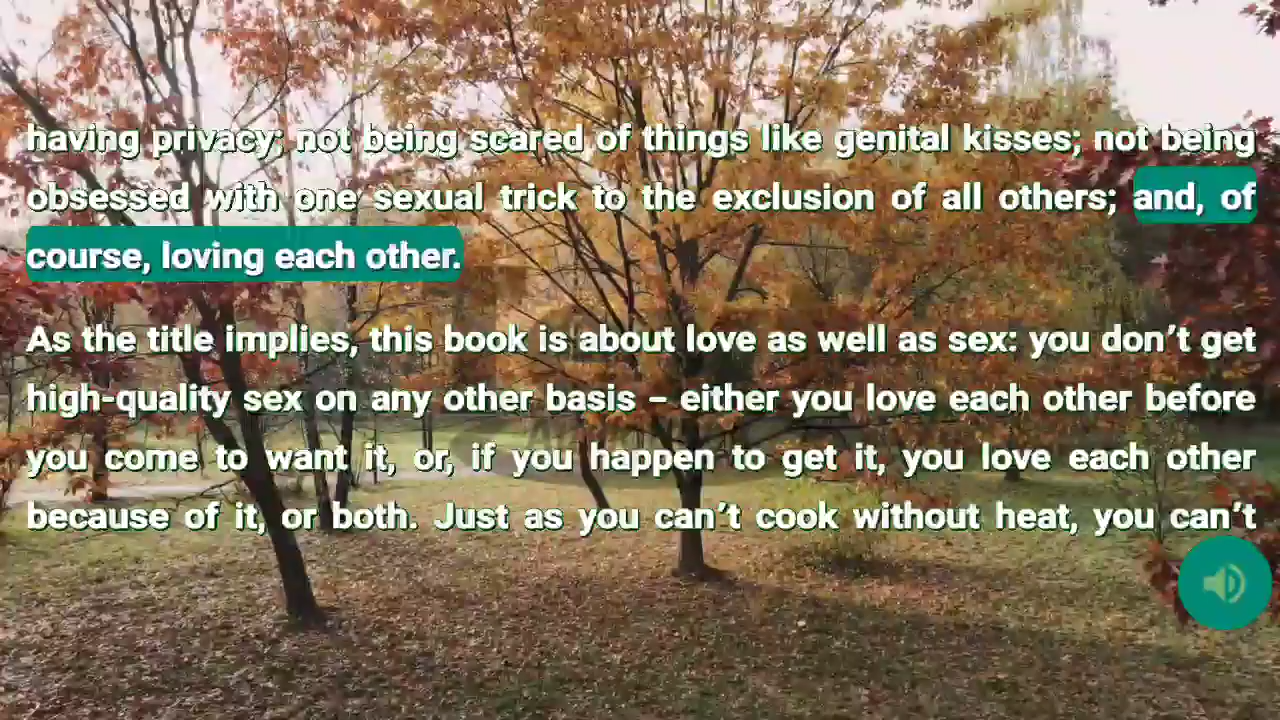 having privacy; not being scared of things like genital kisses; not being
obsessed with one sexual trick to the exclusion of all others; and, of
course, loving each other.
As the title implies, this book is about love as well as sex: you don’t get
high-quality sex on any other basis – either you love each other before
you come to want it, or, if you happen to get it, you love each other
because of it, or both. Just as you can’t cook without heat, you can’t